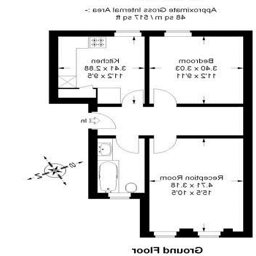 Approximate Gross Internal Area :-
48 sq m / 517 sq ft
Bedroom
3.40 x 3.03
11'2 x 9'11
Kitchen
3.41 x 2.88
11'2 x 9'5
In
Reception Room
4.71 x 3.18
15'5 x 10'5
Ground Floor